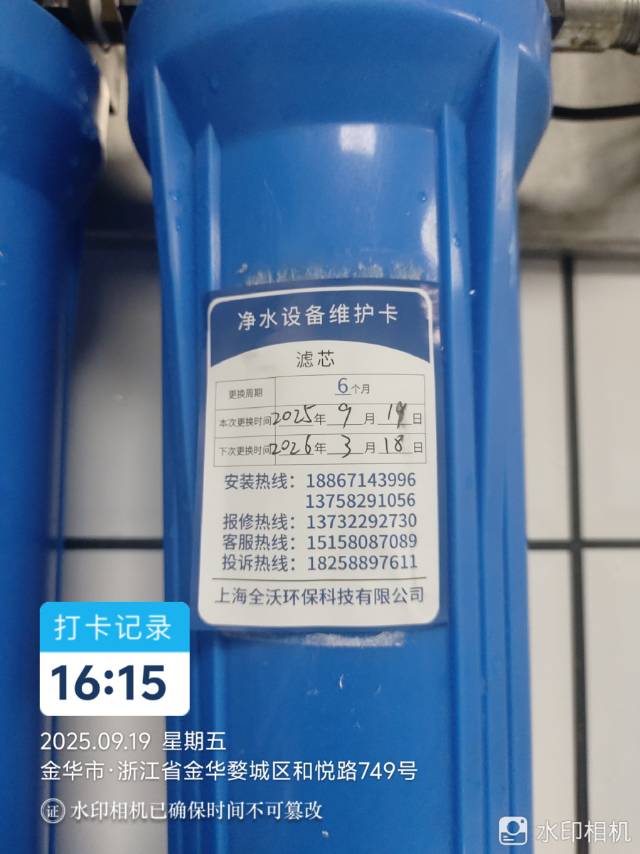 净水设备维护卡
滤芯
更换周期 6个月
本次更换时间 2025年 9月 19日
下次更换时间 2026年 3月 18日
安装热线：18867143996
13758291056
报修热线：13732292730
客服热线：15158087089
投诉热线：18258897611
上海全沃环保科技有限公司
打卡记录
16:15
2025.09.19 星期五
金华市·浙江省金华婺城区和悦路749号
证 水印相机已确保时间不可篡改
水印相机